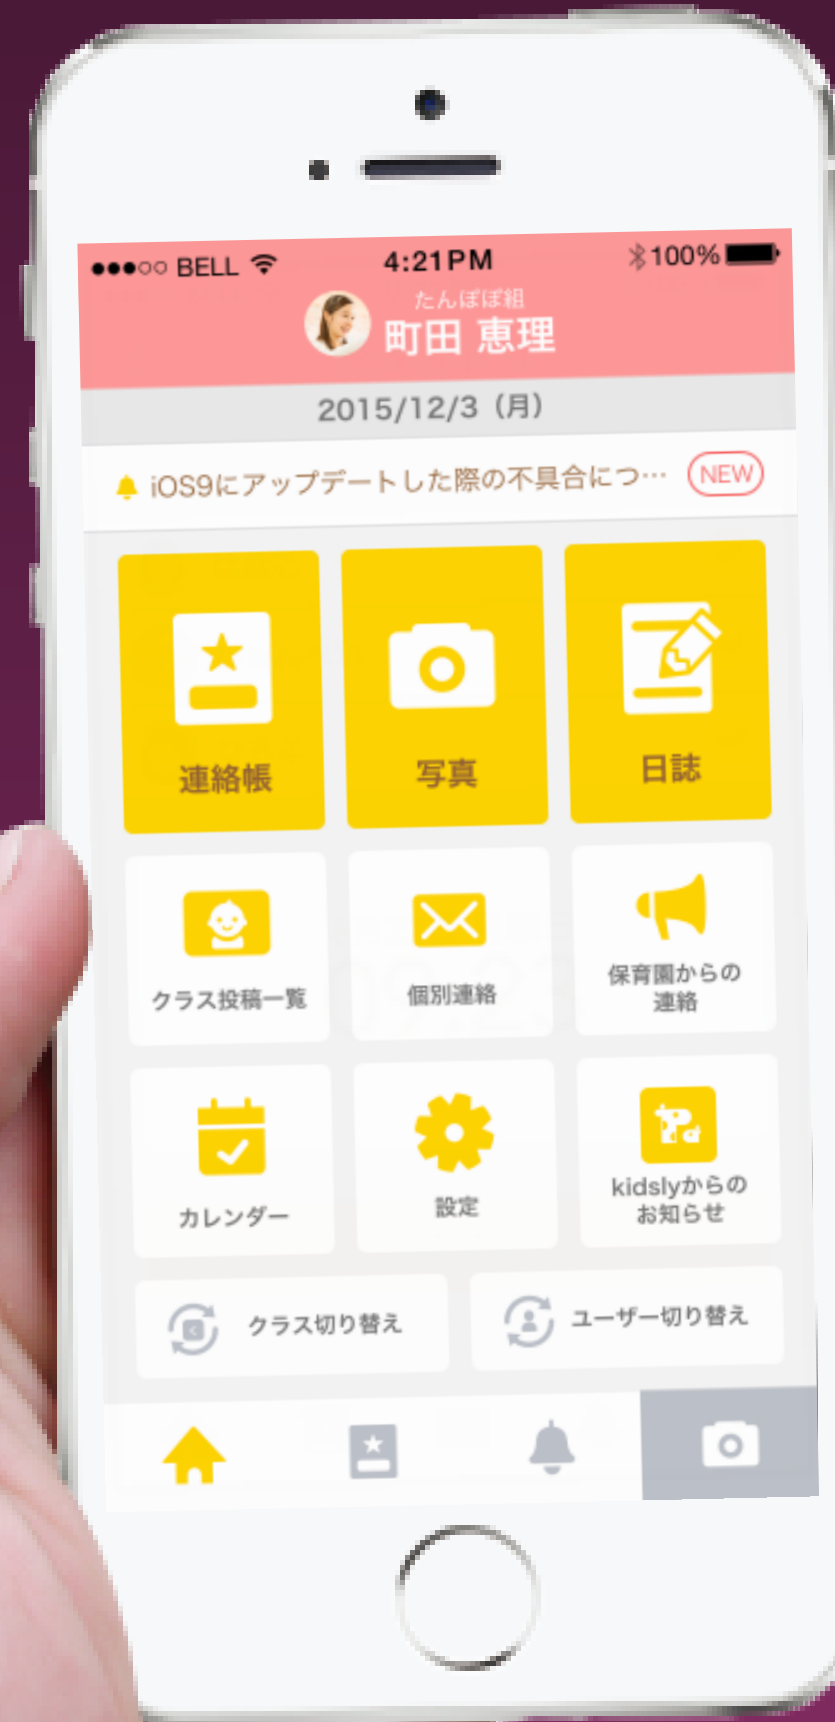 BELL 4:21PM 100%
たんぽぽ組
町田 恵理
2015/12/3（月）
iOS9にアップデートした際の不具合につ… NEW
連絡帳 写真 日誌
クラス投稿一覧 個別連絡 保育園からの
連絡
カレンダー 設定 kidslyからの
お知らせ
クラス切り替え ユーザー切り替え